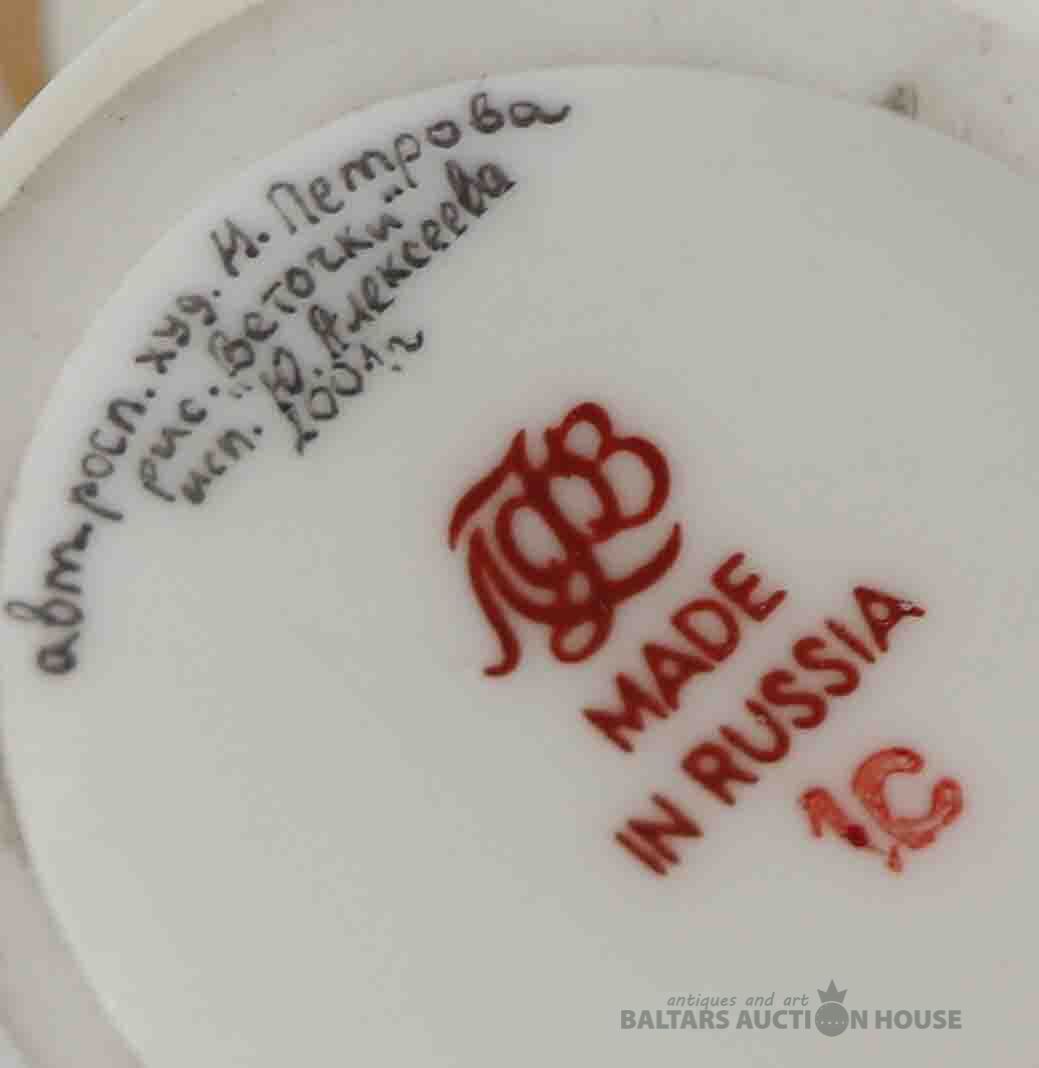 авт-росп. худ. Н. Петрова
рис. "Веточки"
исп. Ю. Алексеева
2001 г
ЛФЗ
MADE
IN RUSSIA
1С
antiques and art
BALTARS AUCTION HOUSE